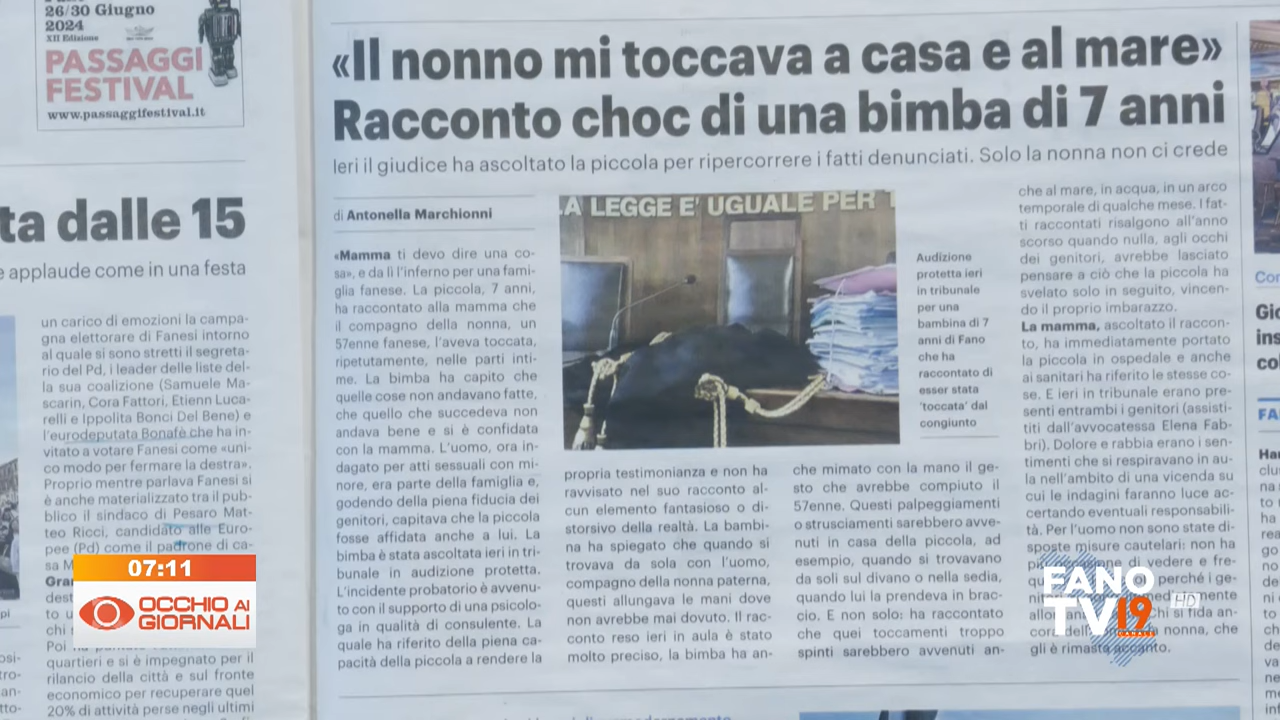 26/30 Giugno
2024
XII Edizione
PASSAGGI
FESTIVAL
www.passaggifestival.it
ta dalle 15
e applaude come in una festa
un carico di emozioni la campa-
gna elettorare di Fanesi intorno
al quale si sono stretti il segreta-
rio del Pd, i leader delle liste del-
la sua coalizione (Samuele Ma-
scarin, Cora Fattori, Etienn Luca-
relli e Ippolita Bonci Del Bene) e
l'eurodeputata Bonafè che ha in-
vitato a votare Fanesi come «uni-
co modo per fermare la destra».
Proprio mentre parlava Fanesi si
è anche materializzato tra il pub-
blico il sindaco di Pesaro Mat-
teo Ricci, candidato alle Euro-
pee (Pd) come il padrone di ca-
sa M
Gran
dest
to u
chi s
Poi
quartieri e si è impegnato per il
rilancio della città e sul fronte
economico per recuperare quel
20% di attività perse negli ultimi
«Il nonno mi toccava a casa e al mare»
Racconto choc di una bimba di 7 anni
Ieri il giudice ha ascoltato la piccola per ripercorrere i fatti denunciati. Solo la nonna non ci crede
di Antonella Marchionni
«Mamma ti devo dire una co-
sa», e da lì l'inferno per una fami-
glia fanese. La piccola, 7 anni,
ha raccontato alla mamma che
il compagno della nonna, un
57enne fanese, l'aveva toccata,
ripetutamente, nelle parti inti-
me. La bimba ha capito che
quelle cose non andavano fatte,
che quello che succedeva non
andava bene e si è confidata
con la mamma. L'uomo, ora in-
dagato per atti sessuali con mi-
nore, era parte della famiglia e,
godendo della piena fiducia dei
genitori, capitava che la piccola
fosse affidata anche a lui. La
bimba è stata ascoltata ieri in tri-
bunale in audizione protetta.
L'incidente probatorio è avvenu-
to con il supporto di una psicolo-
ga in qualità di consulente. La
quale ha riferito della piena ca-
pacità della piccola a rendere la
LA LEGGE E' UGUALE PER
propria testimonianza e non ha
ravvisato nel suo racconto al-
cun elemento fantasioso o di-
storsivo della realtà. La bambi-
na ha spiegato che quando si
trovava da sola con l'uomo,
compagno della nonna paterna,
questi allungava le mani dove
non avrebbe mai dovuto. Il rac-
conto reso ieri in aula è stato
molto preciso, la bimba ha an-
che mimato con la mano il ge-
sto che avrebbe compiuto il
57enne. Questi palpeggiamenti
o strusciamenti sarebbero avve-
nuti in casa della piccola, ad
esempio, quando si trovavano
da soli sul divano o nella sedia,
quando lui la prendeva in brac-
cio. E non solo: ha raccontato
che quei toccamenti troppo
spinti sarebbero avvenuti an-
Audizione
protetta ieri
in tribunale
per una
bambina di 7
anni di Fano
che ha
raccontato di
esser stata
'toccata' dal
congiunto
che al mare, in acqua, in un arco
temporale di qualche mese. I fat-
ti raccontati risalgono all'anno
scorso quando nulla, agli occhi
dei genitori, avrebbe lasciato
pensare a ciò che la piccola ha
svelato solo in seguito, vincen-
do il proprio imbarazzo.
La mamma, ascoltato il raccon-
to, ha immediatamente portato
la piccola in ospedale e anche
ai sanitari ha riferito le stesse co-
se. E ieri in tribunale erano pre-
senti entrambi i genitori (assisti-
titi dall'avvocatessa Elena Fab-
bri). Dolore e rabbia erano i sen-
timenti che si respiravano in au-
la nell'ambito di una vicenda su
cui le indagini faranno luce ac-
certando eventuali responsabili-
tà. Per l'uomo non sono state di-
sposte misure cautelari: non ha
vedere e fre-
perché i ge-
mente
chi si fida an-
nonna, che
gli è rimasta accanto.
Gio
ins
co
FA
07:11
OCCHIO AI
GIORNALI
FANO
TV 19
CANALE
HD